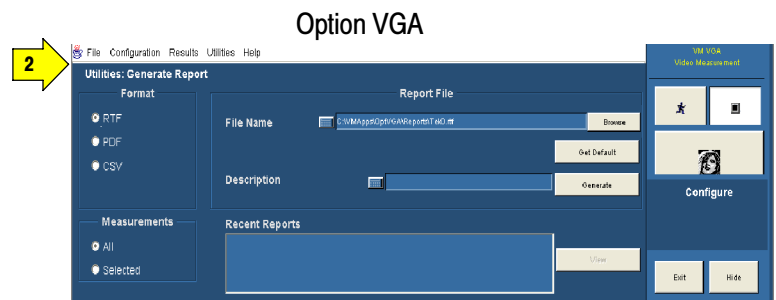 Option VGA
2
File Configuration Results Utilities Help
VM VGA
Video Measurement
Utilities: Generate Report
Format
Report File
RTF
File Name
C:\VMApps\OptVGA\Reports\Tek0.rtf
Browse
PDF
Get Default
CSV
Description
Generate
Configure
Measurements
Recent Reports
All
View
Selected
Exit
Hide